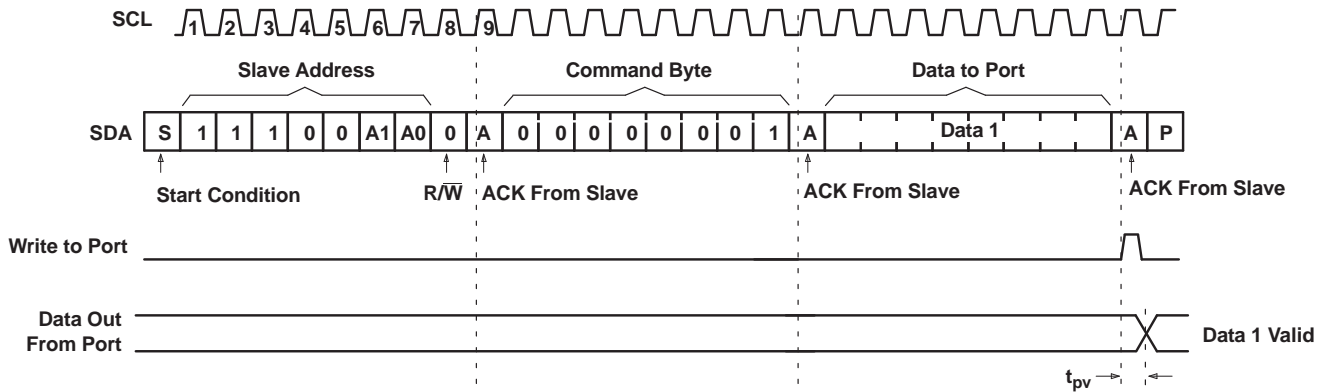 SCL 1 2 3 4 5 6 7 8 9
Slave Address Command Byte Data to Port
SDA S 1 1 1 0 0 A1 A0 0 A 0 0 0 0 0 0 0 1 A Data 1 A P
Start Condition R/W̅ ACK From Slave ACK From Slave ACK From Slave
Write to Port
Data Out
From Port
Data 1 Valid
tpv